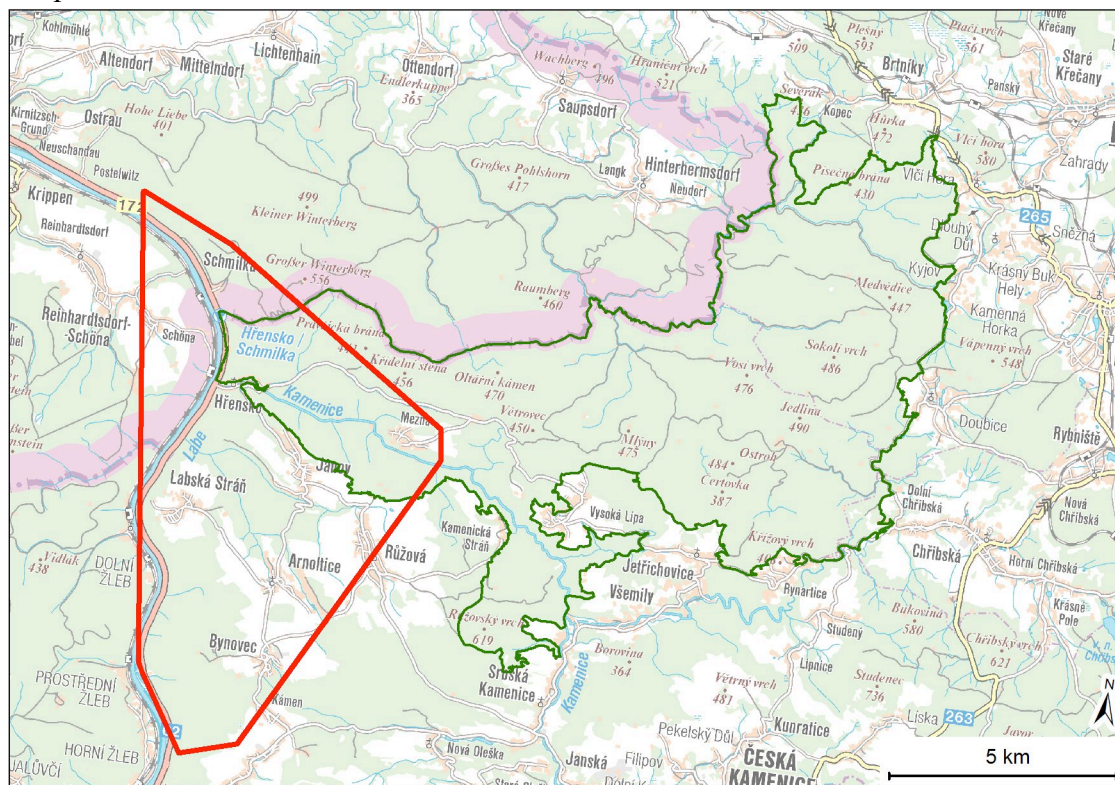 Kohlmühle
Altendorf
Mittelndorf
Lichtenhain
Ottendorf
Endlerkuppe
365
Wachberg
496
Hraniční vrch
521
509
Plešný
593
Ptačí vrch
561
Nové
Křečany
Staré
Křečany
Brtníky
Panský
Saupsdorf
Kirnitzsch-
Grund
Ostrau
Hohe Liebe
401
Neuschandau
Postelwitz
Krippen
172
Reinhardtsdorf
499
Kleiner Winterberg
Großes Pohlshorn
417
Langk
Hinterhermsdorf
Neudorf
Kopec
Hůrka
472
Vlčí hora
580
Zahrady
Písečná brána
430
Vlčí Hora
265
Sněžná
Dlouhý
Důl
Kyjov
Krásný Buk
Hely
Kamenná
Horka
Vápenný vrch
548
Schmilka
Großer Winterberg
556
Raumberg
460
Medvědice
447
Reinhardtsdorf-
Schöna
Schöna
Hřensko /
Schmilka
Pravčická brána
Křídelní stěna
456
Oltářní kámen
470
Větrovec
450
Vosí vrch
476
Sokolí vrch
486
Jedlina
490
Hřensko
Kamenice
Mezná
Mlýny
475
484
Ostroh
Čertovka
387
Doubice
Rybniště
Labe
Labská Stráň
Janov
Kamenická
Stráň
Vysoká Lípa
Dolní
Chřibská
Nová
Chřibská
Křížový vrch
Vidlák
438
DOLNÍ
ŽLEB
Arnoltice
Růžová
Jetřichovice
Všemily
Rynartice
Chřibská
Horní Chřibská
Krásné
Pole
Bynovec
Růžovský vrch
619
Studený
Bukovina
580
Chřibský vrch
621
Borovina
364
Lipnice
Studenec
736
PROSTŘEDNÍ
ŽLEB
Kámen
Srbská
Kamenice
Kamenice
Větrný vrch
481
Kunratice
Líska
263
Javor
N
HORNÍ ŽLEB
Nová Oleška
Janská
Filipov
Pekelský Důl
ČESKÁ
KAMENICE
5 km